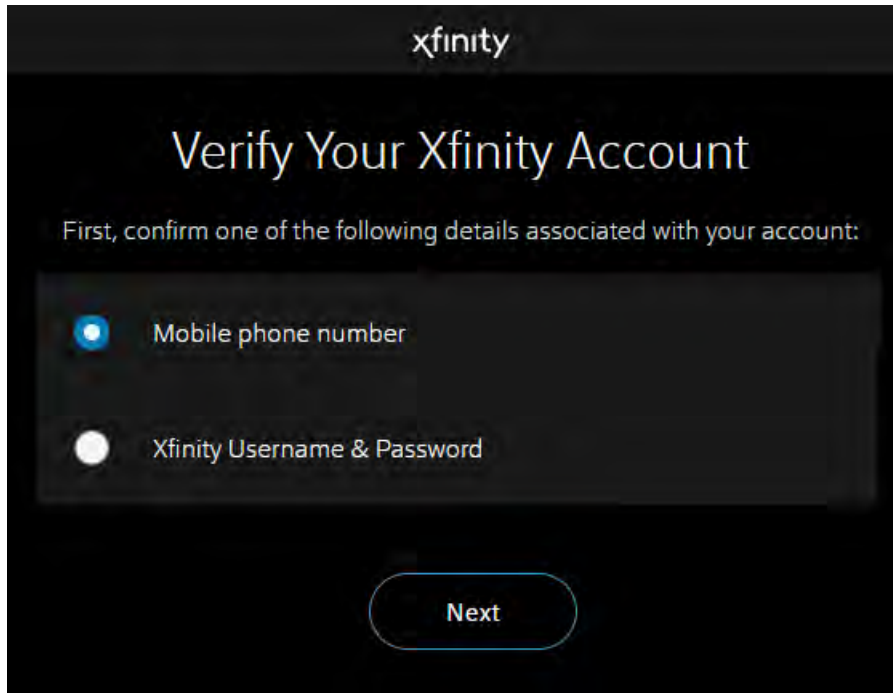 xfinity
Verify Your Xfinity Account
First, confirm one of the following details associated with your account:
Mobile phone number
Xfinity Username & Password
Next